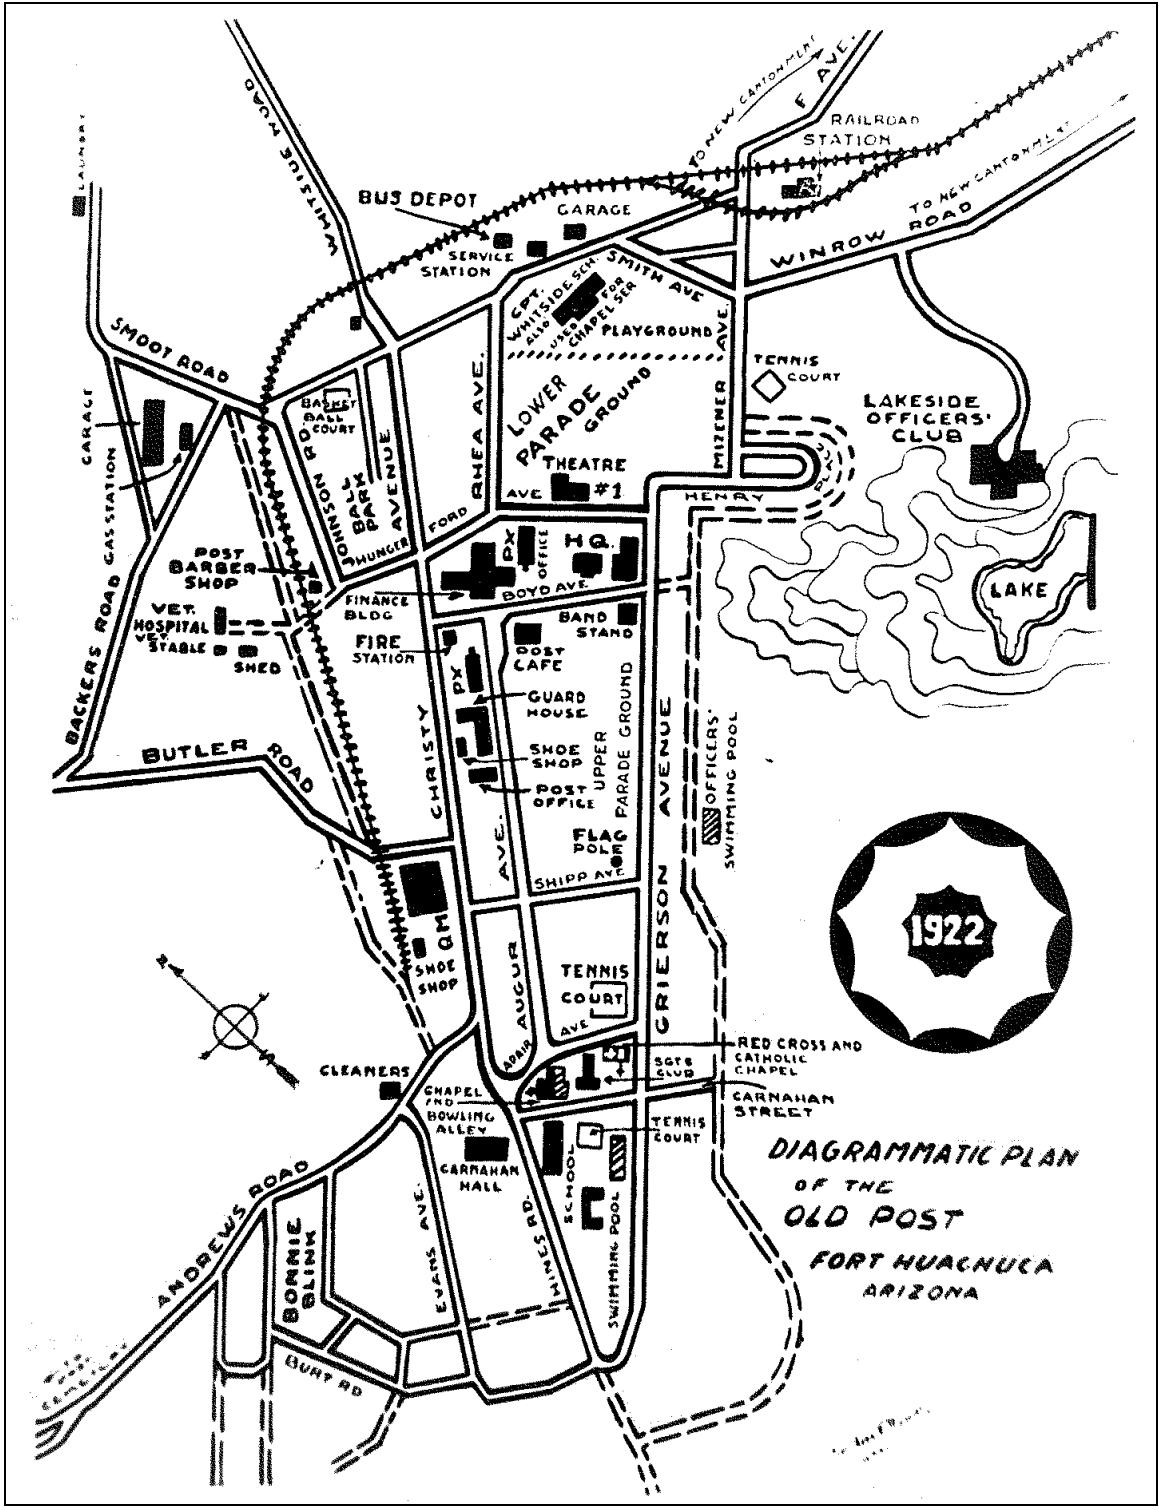 LAUNDRY
WHITSIDE ROAD
TO NEW CANTONMENT
F AVE.
RAILROAD
STATION
TO NEW CANTONMENT
WINROW ROAD
BUS DEPOT
GARAGE
SERVICE
STATION
SMITH AVE
CPT.
WHITSIDE SCH.
ALSO USED FOR
CHAPEL SER
PLAYGROUND
MIZENER AVE.
TENNIS
COURT
SMOOT ROAD
GARAGE
GAS STATION
BASKET
BALL
COURT
JOHNSON RD.
BALL
PARK
HUNGER
AVENUE
RHEA AVE.
LOWER
PARADE
GROUND
THEATRE
#1
FORD
AVE
HENRY
PLACE
LAKESIDE
OFFICERS'
CLUB
LAKE
POST
BARBER
SHOP
PX
OFFICE
HQ.
BOYD AVE
FINANCE
BLDG
VET.
HOSPITAL
VET.
STABLE
SHED
BACKERS ROAD
FIRE
STATION
BAND
STAND
POST
CAFE
PX
GUARD
HOUSE
SHOE
SHOP
POST
OFFICE
UPPER
PARADE GROUND
CHRISTY
AVE.
GRIERSON AVENUE
OFFICERS'
SWIMMING POOL
BUTLER ROAD
FLAG
POLE
SHIPP AVE
QM
SHOE
SHOP
1922
TENNIS
COURT
AUGUR
ADAIR
AVE
RED CROSS AND
CATHOLIC
CHAPEL
SGTS
CLUB
CARNAHAN
STREET
CLEANERS
CHAPEL
AND
BOWLING
ALLEY
TENNIS
COURT
CARNAHAN
HALL
SCHOOL
SWIMMING POOL
ANDREWS ROAD
BONNIE
BLINK
EVANS AVE.
HINES RD.
BURT RD
DIAGRAMMATIC PLAN
OF THE
OLD POST
FORT HUACHUCA
ARIZONA
CEMETERY